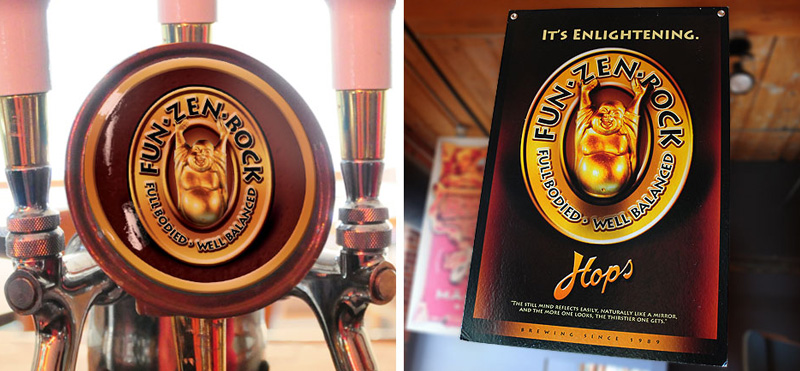 FUN·ZEN·ROCK
FULLBODIED · WELL BALANCED
IT'S ENLIGHTENING.
FUN·ZEN·ROCK
FULLBODIED · WELL BALANCED
Hops
"THE STILL MIND REFLECTS EASILY, NATURALLY LIKE A MIRROR,
AND THE MORE ONE LOOKS, THE THIRSTIER ONE GETS."
BREWING SINCE 1989
MA